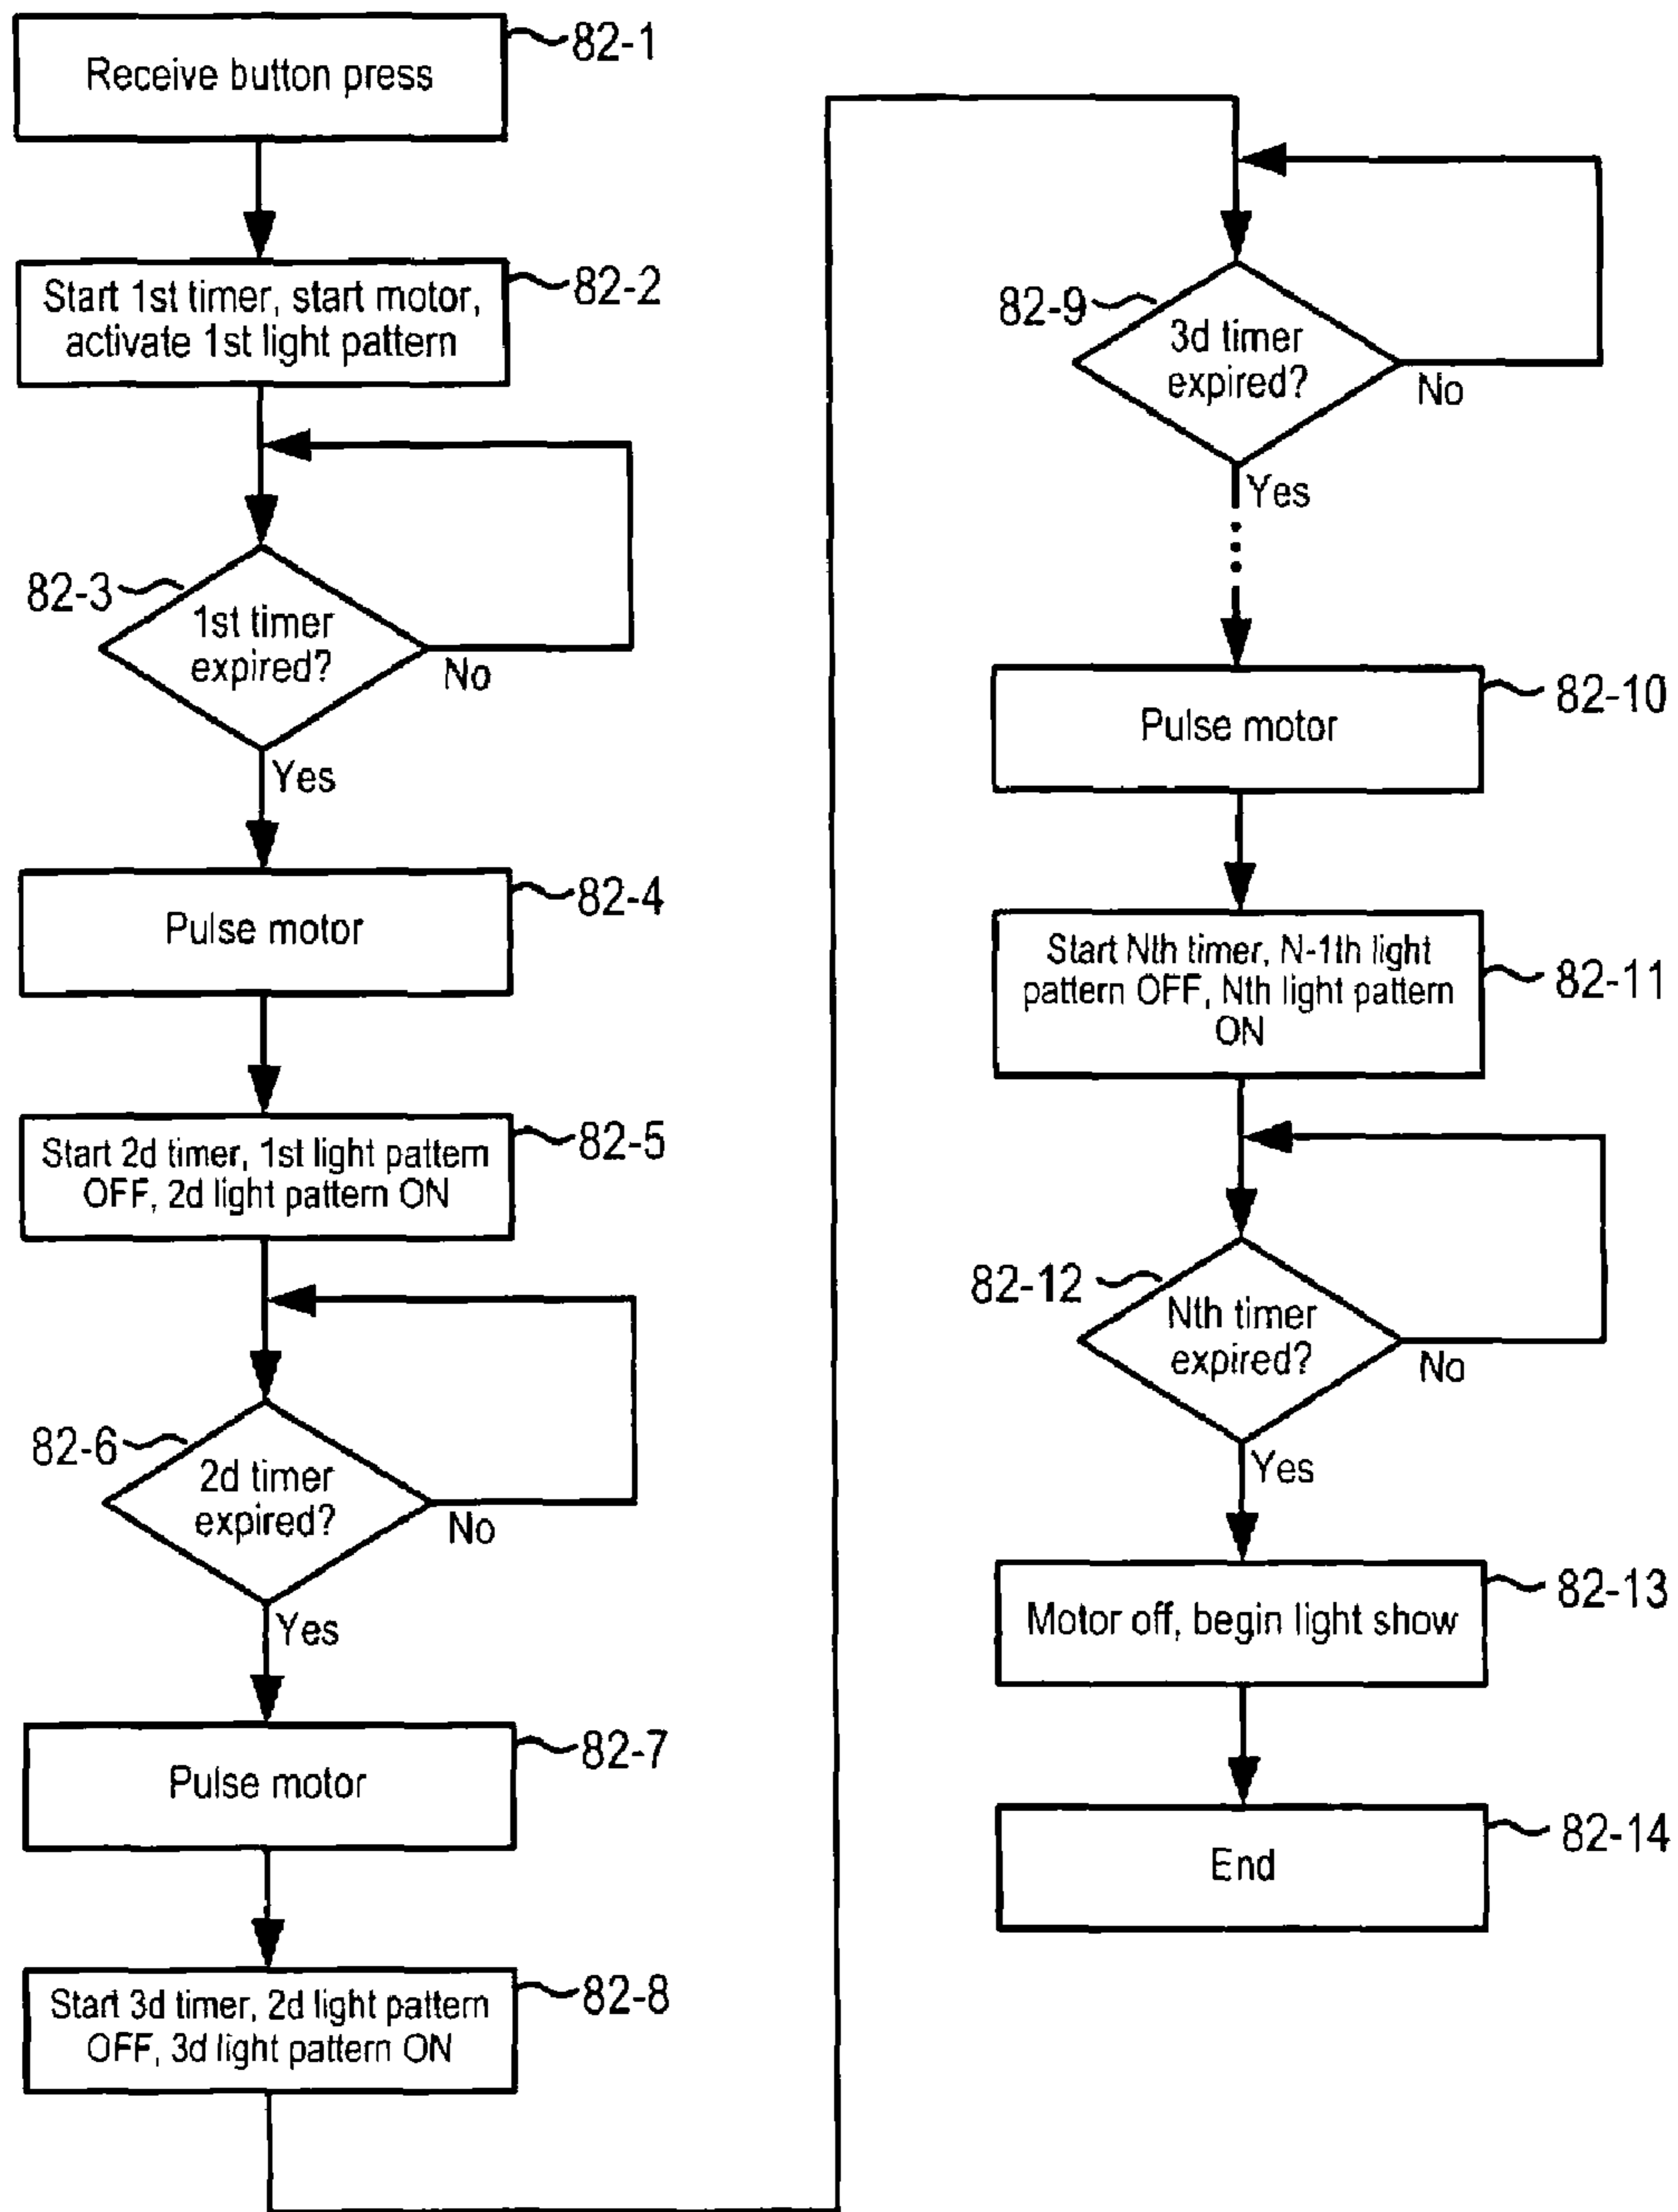 82-1
Receive button press
82-2
Start 1st timer, start motor,
activate 1st light pattern
82-3
1st timer
expired?
No
Yes
82-4
Pulse motor
82-5
Start 2d timer, 1st light pattern
OFF, 2d light pattern ON
82-6
2d timer
expired?
No
Yes
82-7
Pulse motor
82-8
Start 3d timer, 2d light pattern
OFF, 3d light pattern ON
82-9
3d timer
expired?
No
Yes
82-10
Pulse motor
82-11
Start Nth timer, N-1th light
pattern OFF, Nth light pattern
ON
82-12
Nth timer
expired?
No
Yes
82-13
Motor off, begin light show
82-14
End